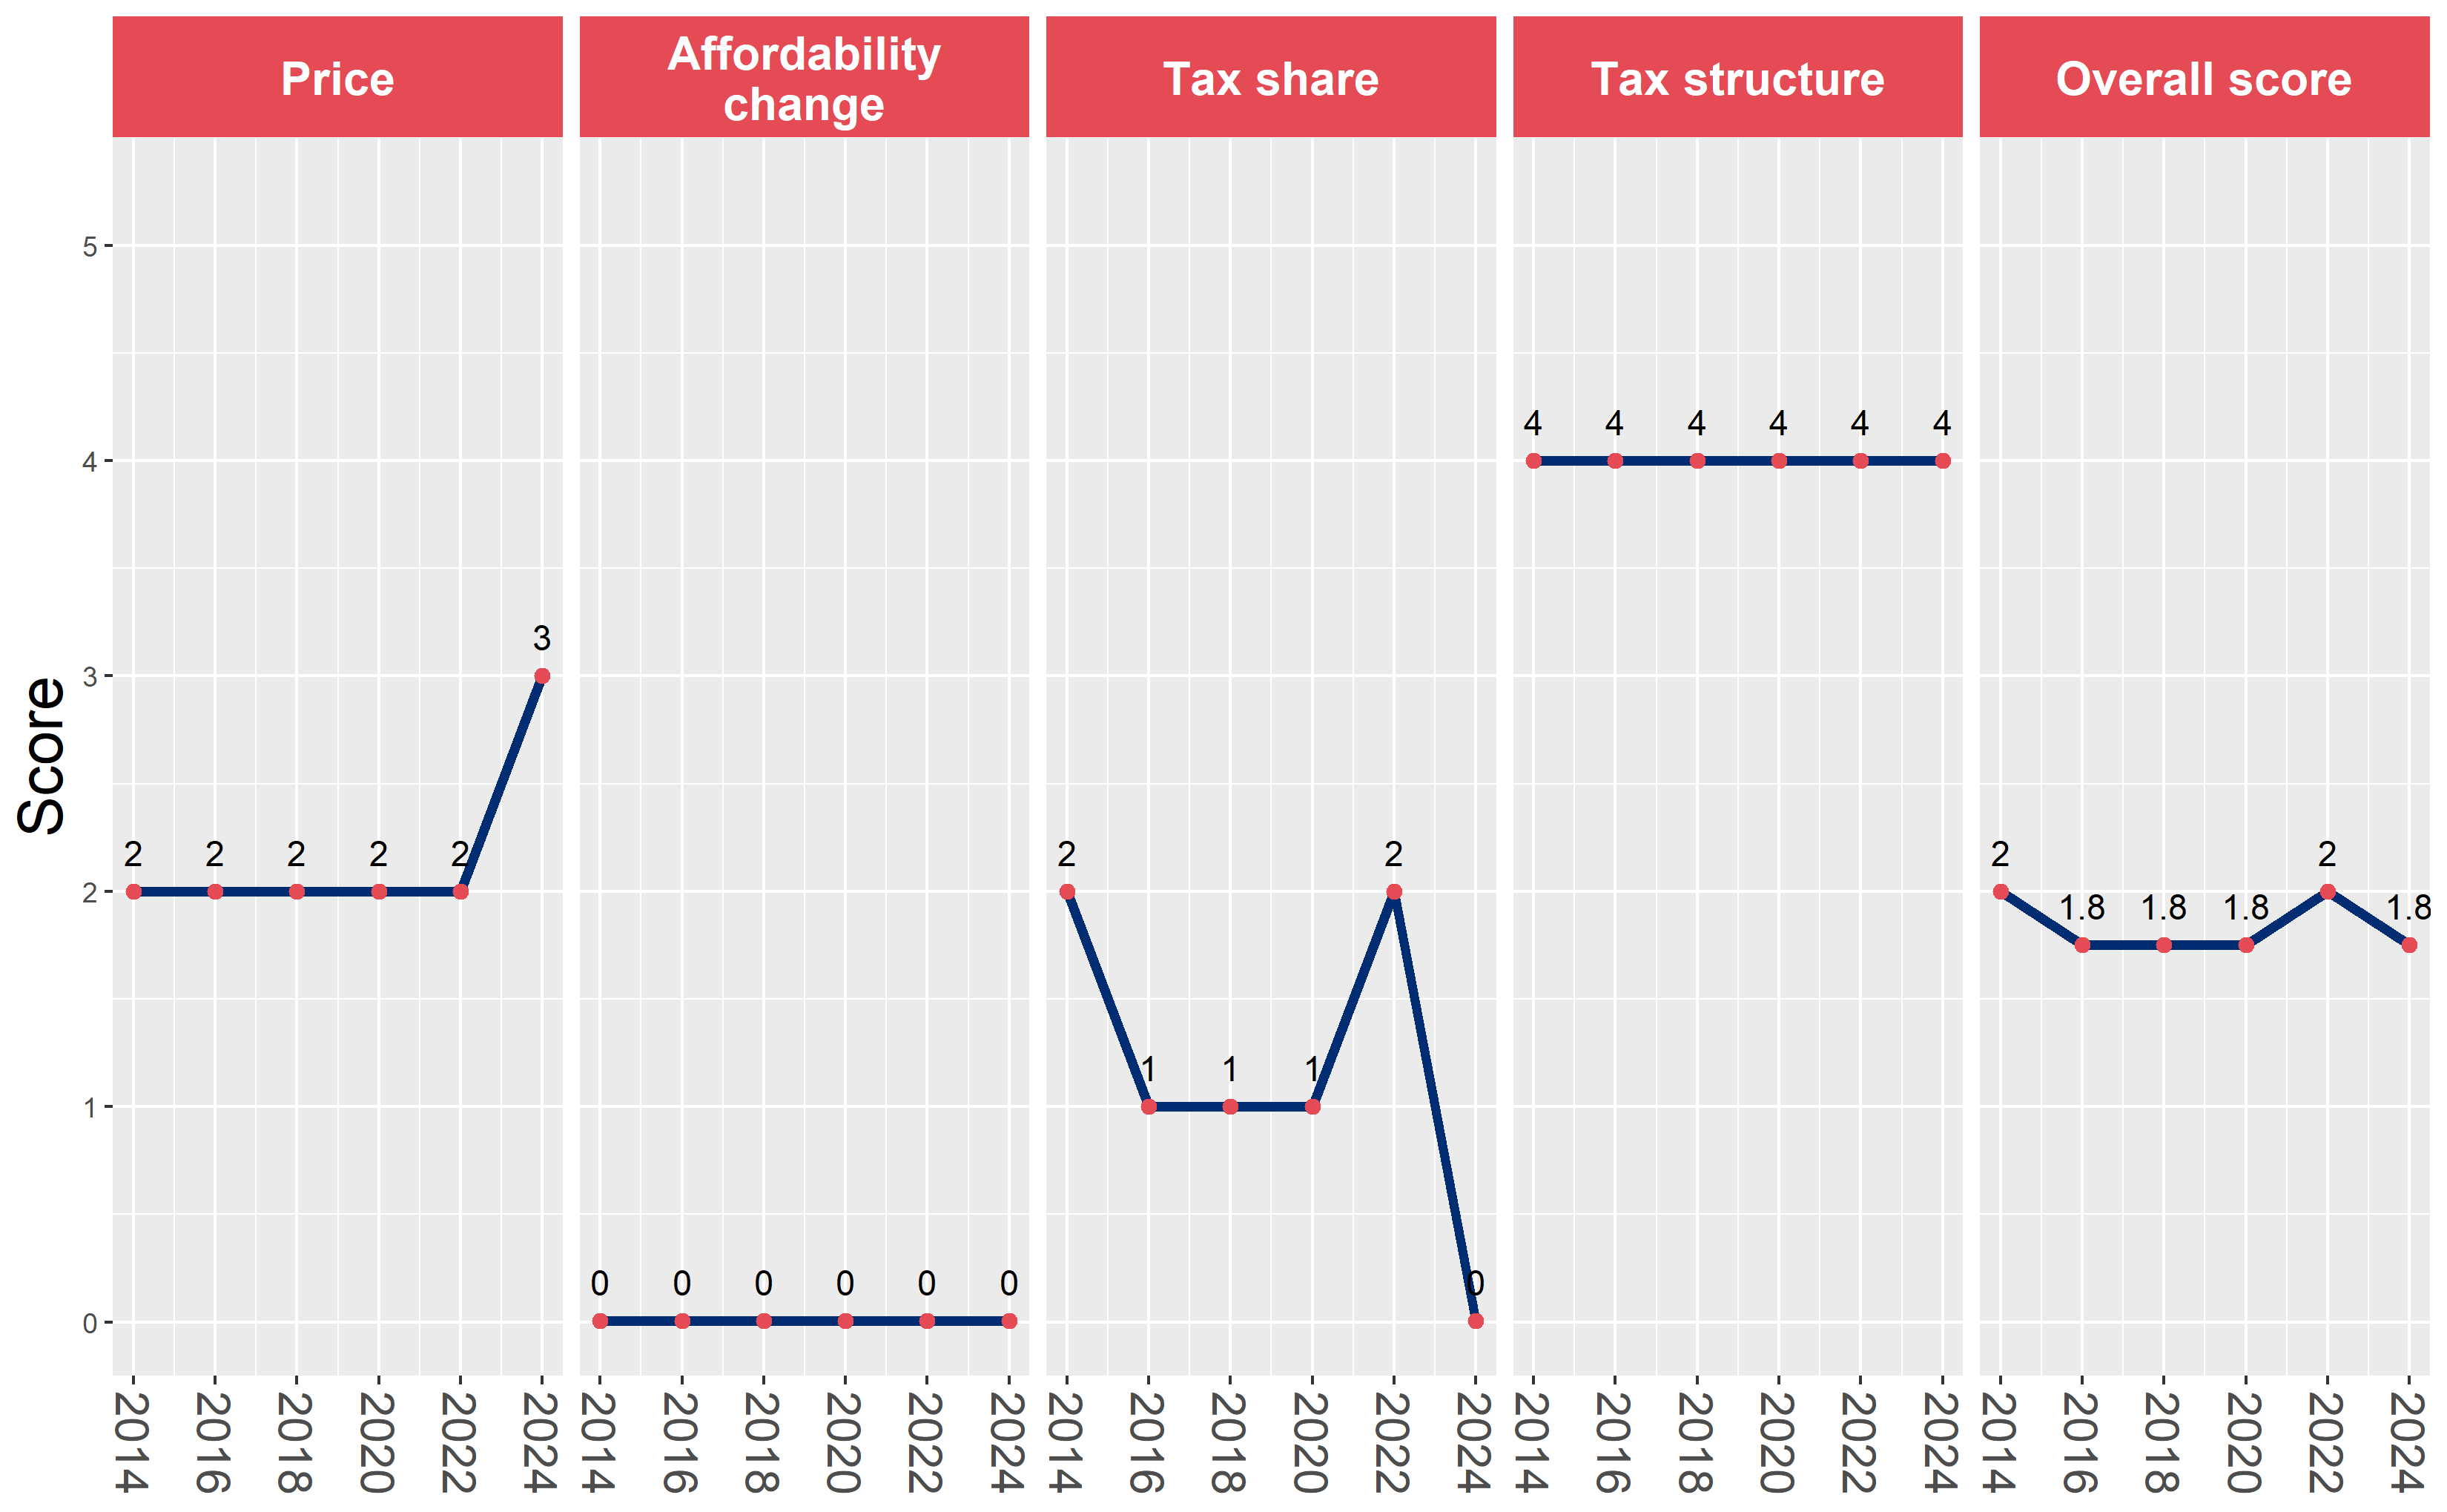 Price
Affordability
change
Tax share
Tax structure
Overall score
Score
5
4
3
2
1
0
2 2 2 2 2 3
0 0 0 0 0 0
2 1 1 1 2 0
4 4 4 4 4 4
2 1.8 1.8 1.8 2 1.8
2014 2016 2018 2020 2022 2024
2014 2016 2018 2020 2022 2024
2014 2016 2018 2020 2022 2024
2014 2016 2018 2020 2022 2024
2014 2016 2018 2020 2022 2024